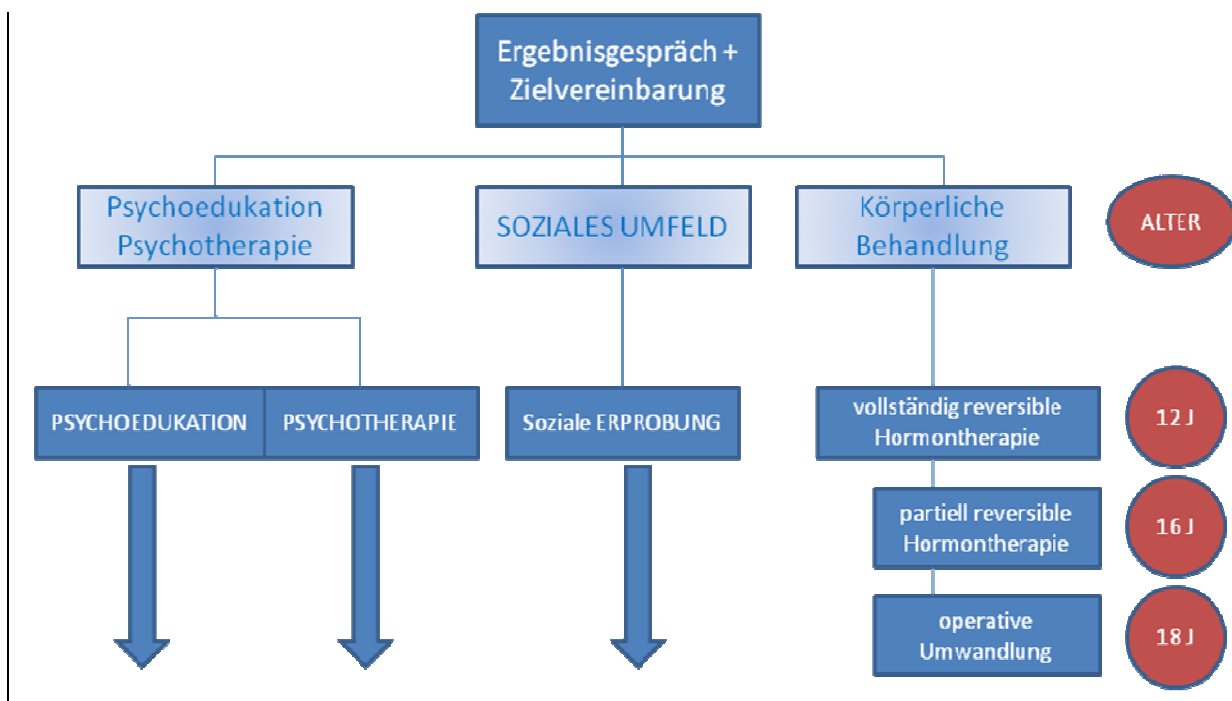 Ergebnisgespräch +
Zielvereinbarung
Psychoedukation
Psychotherapie
SOZIALES UMFELD
Körperliche
Behandlung
ALTER
PSYCHOEDUKATION
PSYCHOTHERAPIE
Soziale ERPROBUNG
vollständig reversible
Hormontherapie
12 J
partiell reversible
Hormontherapie
16 J
operative
Umwandlung
18 J